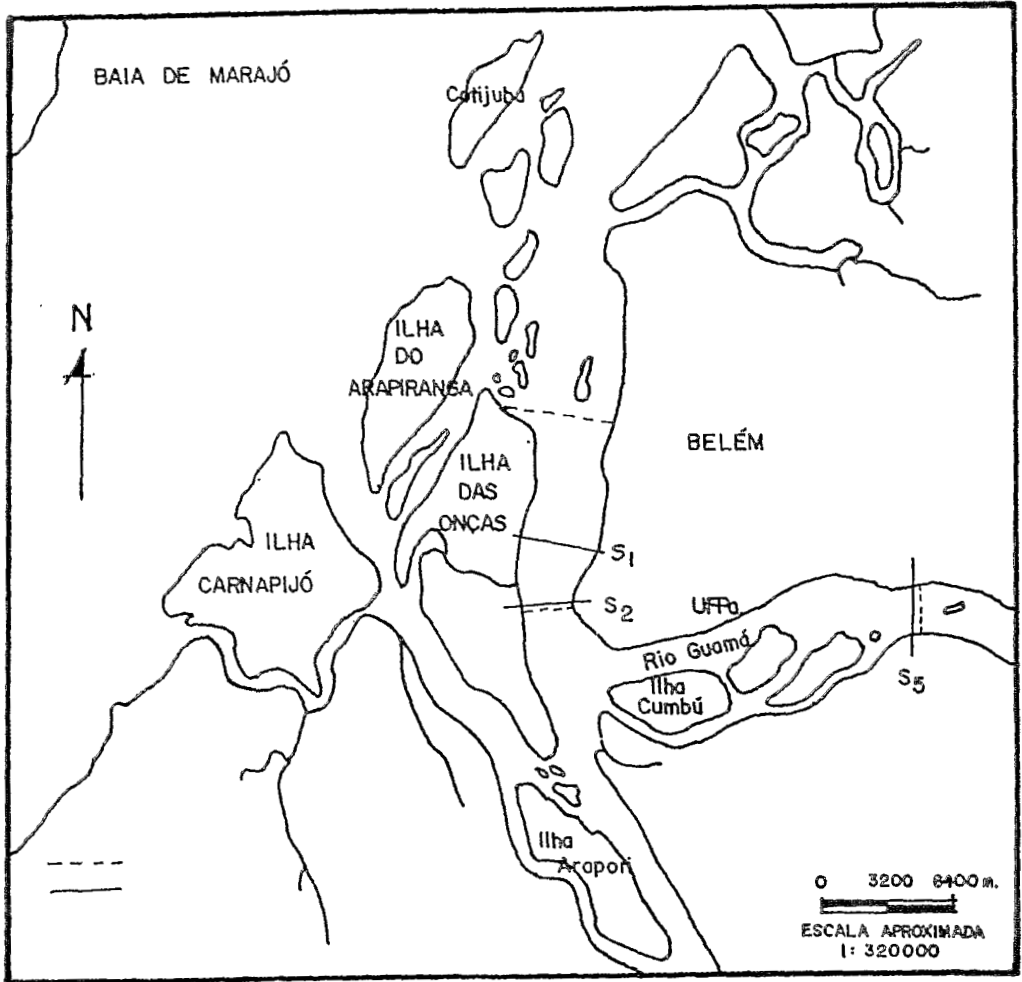 BAIA DE MARAJÓ
Cotijuba
N
ILHA
DO
ARAPIRANGA
BELÉM
ILHA
DAS
ONÇAS
ILHA
CARNAPIJÓ
S1
S2
UFPa
Rio Guamá
Ilha
Cumbú
S5
Ilha
Arapari
0 3200 6400 m.
ESCALA APROXIMADA
1: 320000